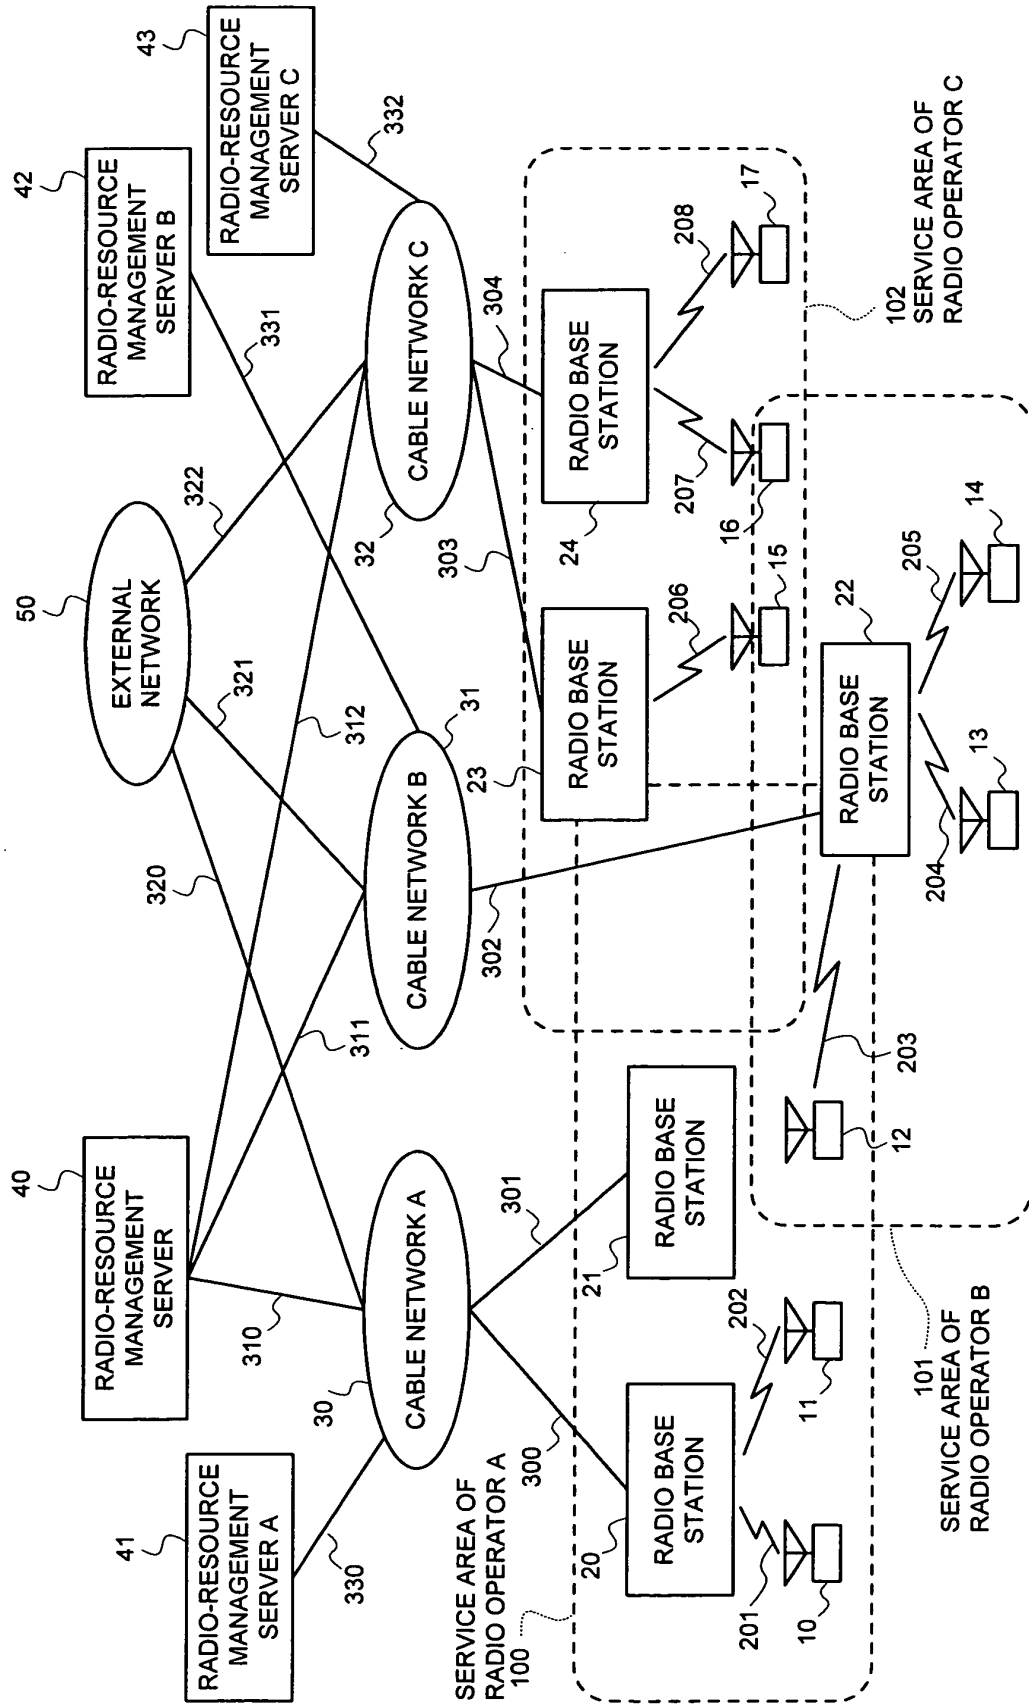 43
RADIO-RESOURCE
MANAGEMENT
SERVER C
332
42
RADIO-RESOURCE
MANAGEMENT
SERVER B
331
50
EXTERNAL
NETWORK
322
321
320
312
311
310
40
RADIO-RESOURCE
MANAGEMENT
SERVER
41
RADIO-RESOURCE
MANAGEMENT
SERVER A
330
30
CABLE NETWORK A
31
CABLE NETWORK B
32
CABLE NETWORK C
300
301
302
303
304
SERVICE AREA OF
RADIO OPERATOR A
100
20
RADIO BASE
STATION
21
RADIO BASE
STATION
23
RADIO BASE
STATION
24
RADIO BASE
STATION
22
RADIO BASE
STATION
201
202
203
204
205
206
207
208
10
11
12
13
14
15
16
17
101
SERVICE AREA OF
RADIO OPERATOR B
102
SERVICE AREA OF
RADIO OPERATOR C